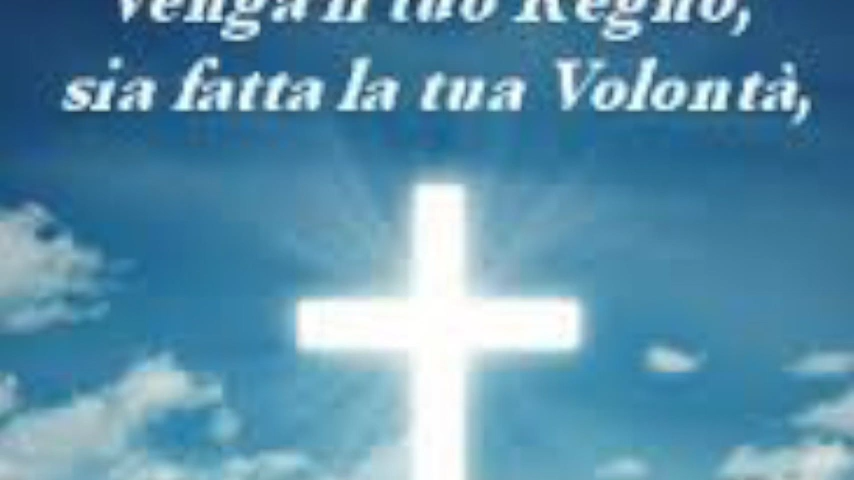 venga il tuo Regno,
sia fatta la tua Volontà,